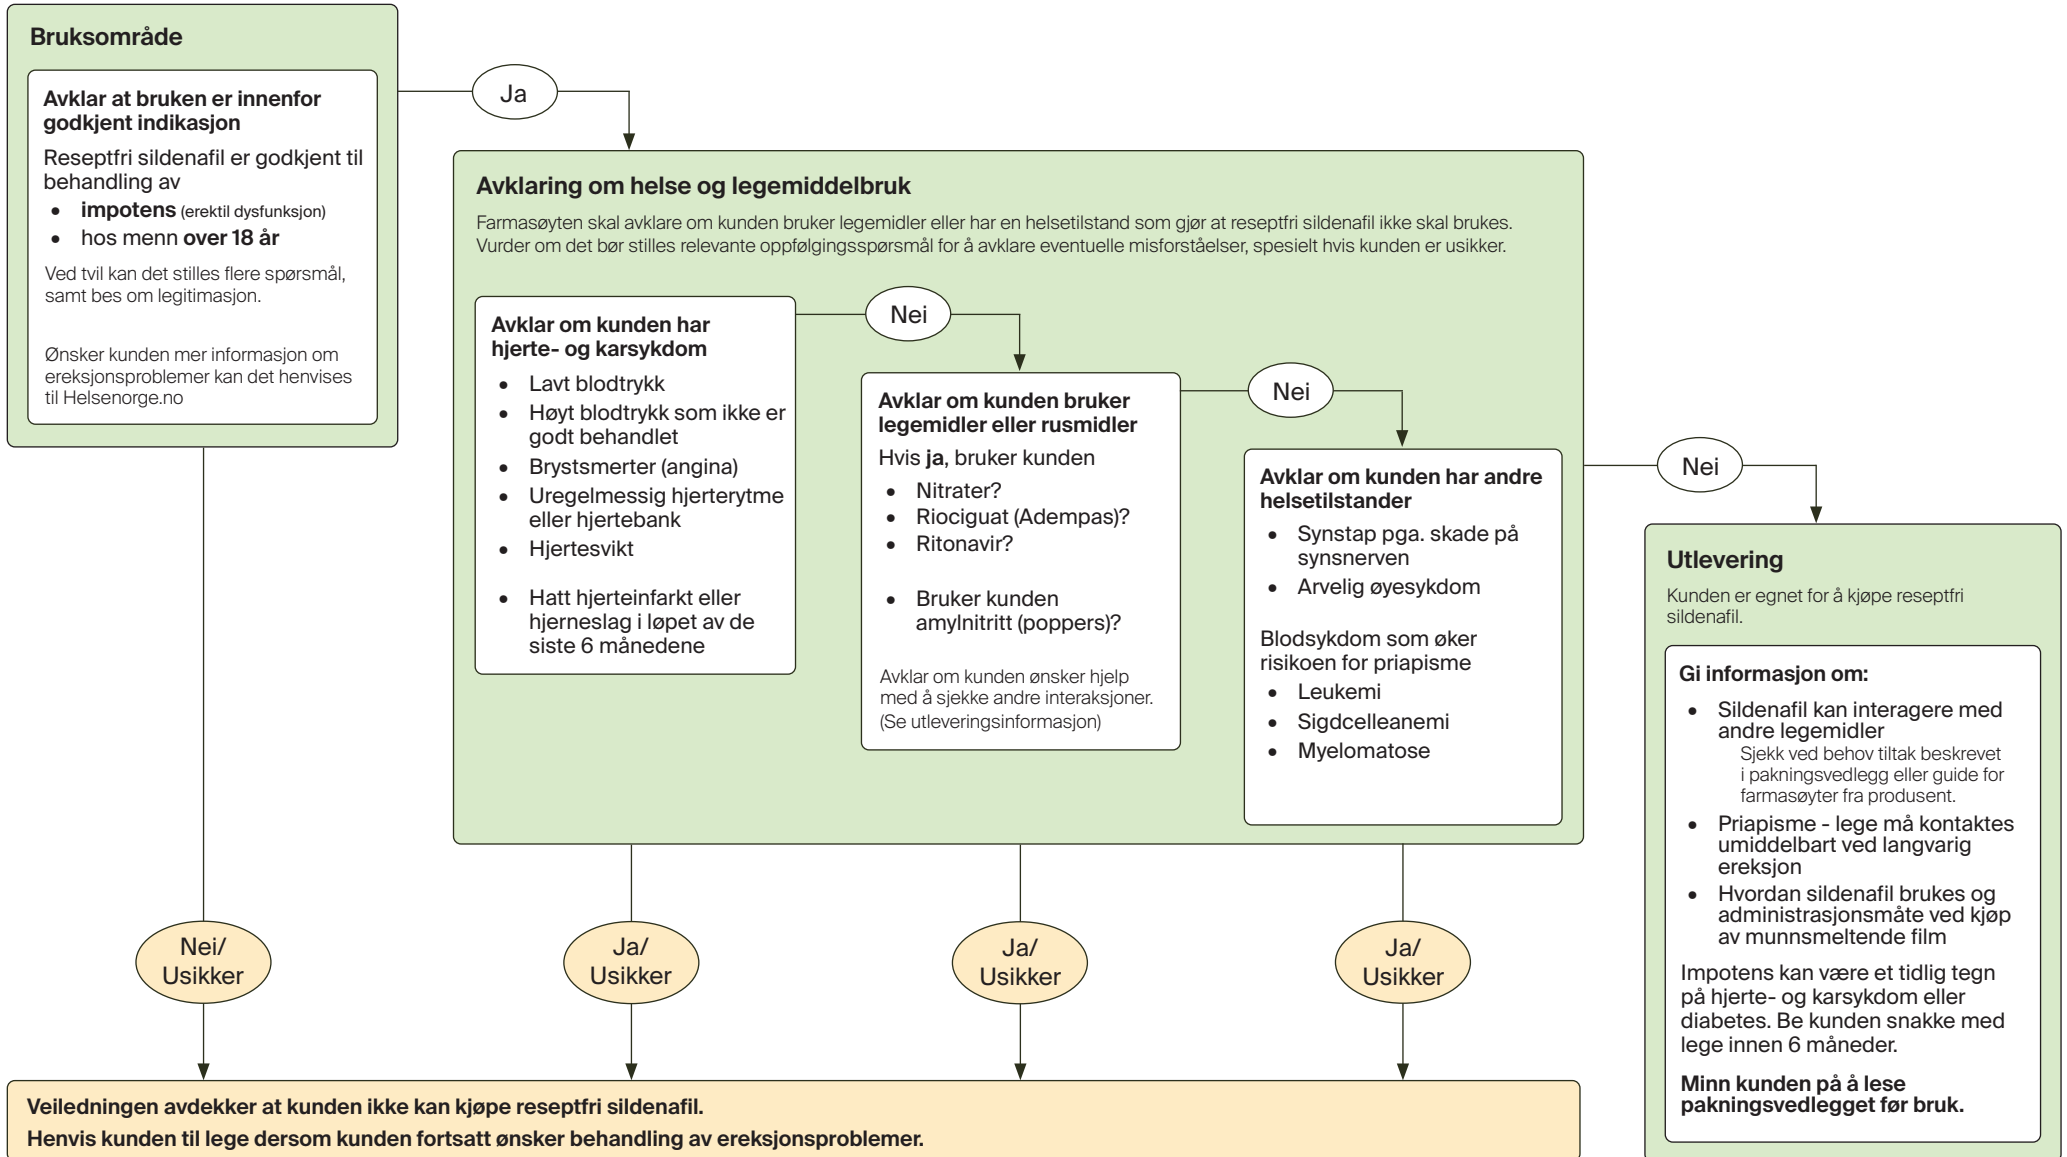 Bruksområde
Avklar at bruken er innenfor
godkjent indikasjon
Reseptfri sildenafil er godkjent til
behandling av
• impotens (erektil dysfunksjon)
• hos menn over 18 år
Ved tvil kan det stilles flere spørsmål,
samt bes om legitimasjon.
Ønsker kunden mer informasjon om
ereksjonsproblemer kan det henvises
til Helsenorge.no
Ja
Avklaring om helse og legemiddelbruk
Farmasøyten skal avklare om kunden bruker legemidler eller har en helsetilstand som gjør at reseptfri sildenafil ikke skal brukes.
Vurder om det bør stilles relevante oppfølgingsspørsmål for å avklare eventuelle misforståelser, spesielt hvis kunden er usikker.
Avklar om kunden har
hjerte- og karsykdom
• Lavt blodtrykk
• Høyt blodtrykk som ikke er
godt behandlet
• Brystsmerter (angina)
• Uregelmessig hjerterytme
eller hjertebank
• Hjertesvikt
• Hatt hjerteinfarkt eller
hjerneslag i løpet av de
siste 6 månedene
Nei
Avklar om kunden bruker
legemidler eller rusmidler
Hvis ja, bruker kunden
• Nitrater?
• Riociguat (Adempas)?
• Ritonavir?
• Bruker kunden
amylnitritt (poppers)?
Avklar om kunden ønsker hjelp
med å sjekke andre interaksjoner.
(Se utleveringsinformasjon)
Nei
Avklar om kunden har andre
helsetilstander
• Synstap pga. skade på
synsnerven
• Arvelig øyesykdom
Blodsykdom som øker
risikoen for priapisme
• Leukemi
• Sigdcelleanemi
• Myelomatose
Nei
Utlevering
Kunden er egnet for å kjøpe reseptfri
sildenafil.
Gi informasjon om:
• Sildenafil kan interagere med
andre legemidler
Sjekk ved behov tiltak beskrevet
i pakningsvedlegg eller guide for
farmasøyter fra produsent.
• Priapisme - lege må kontaktes
umiddelbart ved langvarig
ereksjon
• Hvordan sildenafil brukes og
administrasjonsmåte ved kjøp
av munnsmeltende film
Impotens kan være et tidlig tegn
på hjerte- og karsykdom eller
diabetes. Be kunden snakke med
lege innen 6 måneder.
Minn kunden på å lese
pakningsvedlegget før bruk.
Nei/
Usikker
Ja/
Usikker
Ja/
Usikker
Ja/
Usikker
Veiledningen avdekker at kunden ikke kan kjøpe reseptfri sildenafil.
Henvis kunden til lege dersom kunden fortsatt ønsker behandling av ereksjonsproblemer.